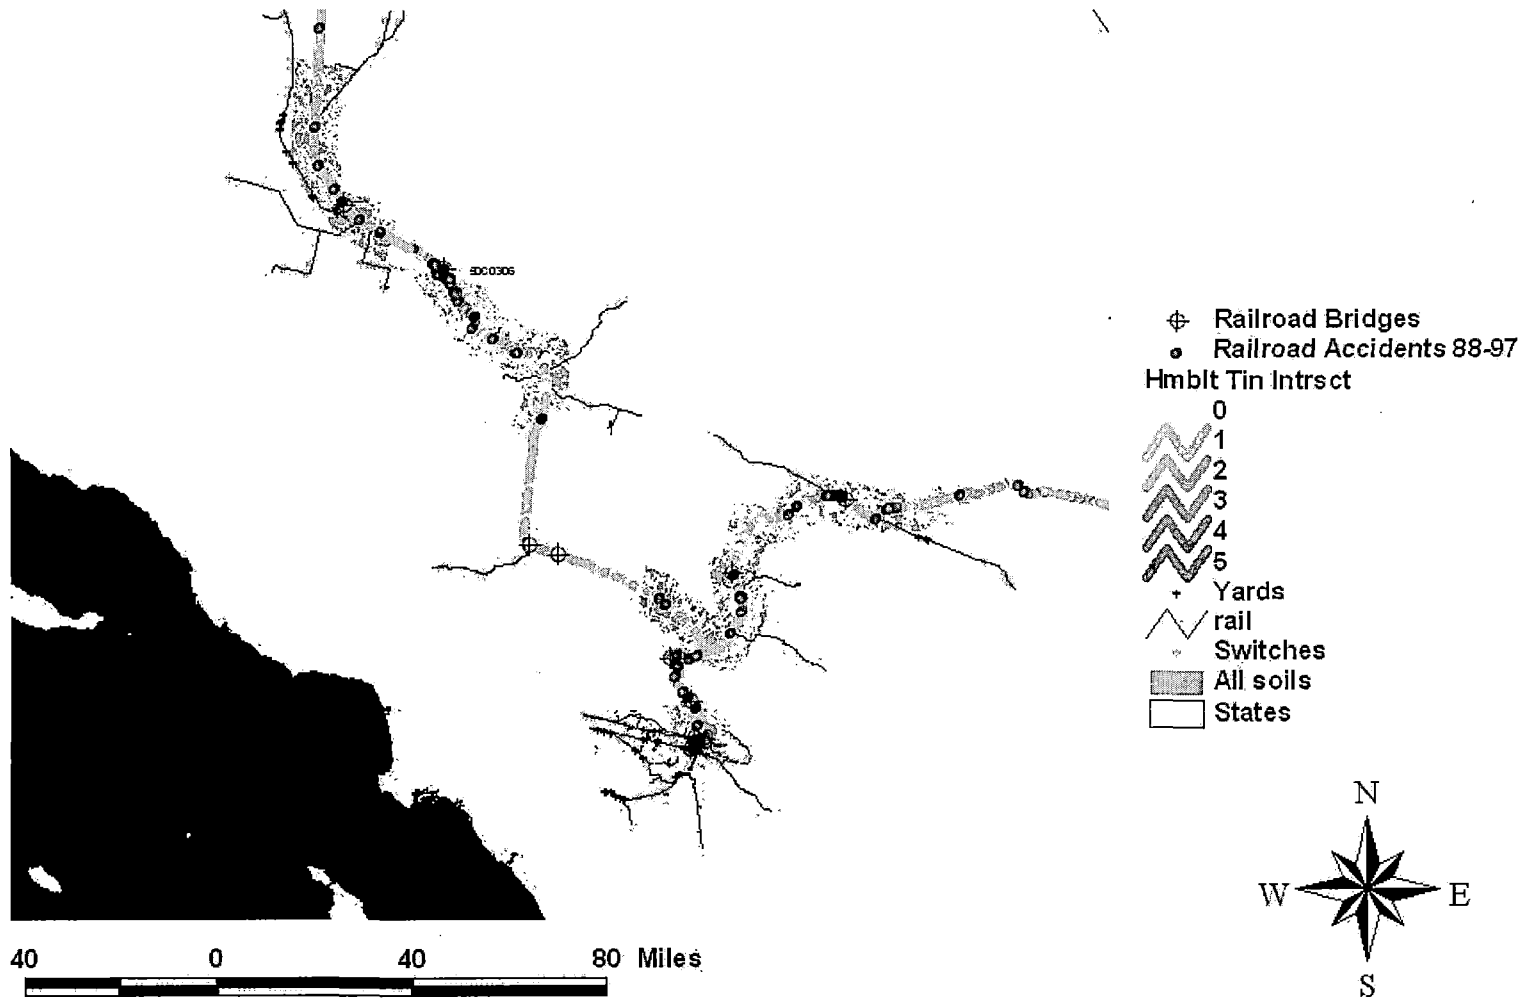 Railroad Bridges
Railroad Accidents 88-97
Hmblt Tin Intrsct
0
1
2
3
4
5
Yards
rail
Switches
All soils
States
N
W E
S
40 0 40 80 Miles